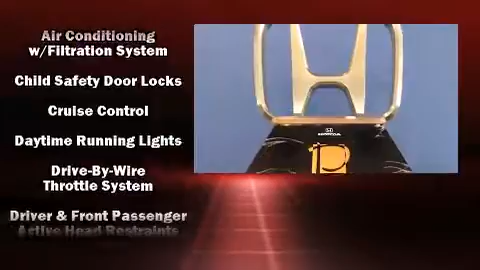 Air Conditioning
w/Filtration System
Child Safety Door Locks
Cruise Control
Daytime Running Lights
Drive-By-Wire
Throttle System
Driver & Front Passenger
Active Head Restraints
HONDA